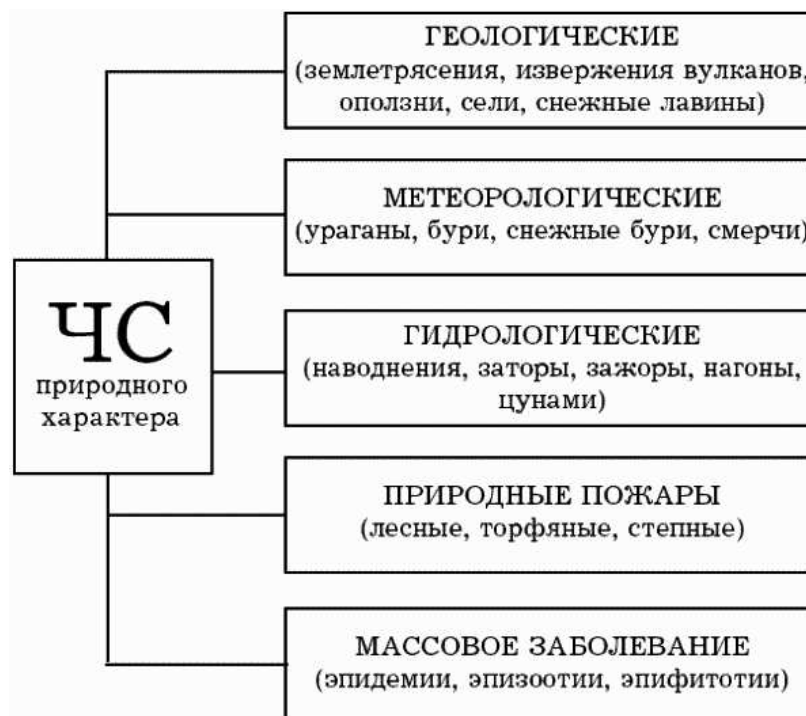 ГЕОЛОГИЧЕСКИЕ
(землетрясения, извержения вулканов,
оползни, сели, снежные лавины)
МЕТЕОРОЛОГИЧЕСКИЕ
(ураганы, бури, снежные бури, смерчи)
ЧС
природного
характера
ГИДРОЛОГИЧЕСКИЕ
(наводнения, заторы, зажоры, нагоны,
цунами)
ПРИРОДНЫЕ ПОЖАРЫ
(лесные, торфяные, степные)
МАССОВОЕ ЗАБОЛЕВАНИЕ
(эпидемии, эпизоотии, эпифитотии)